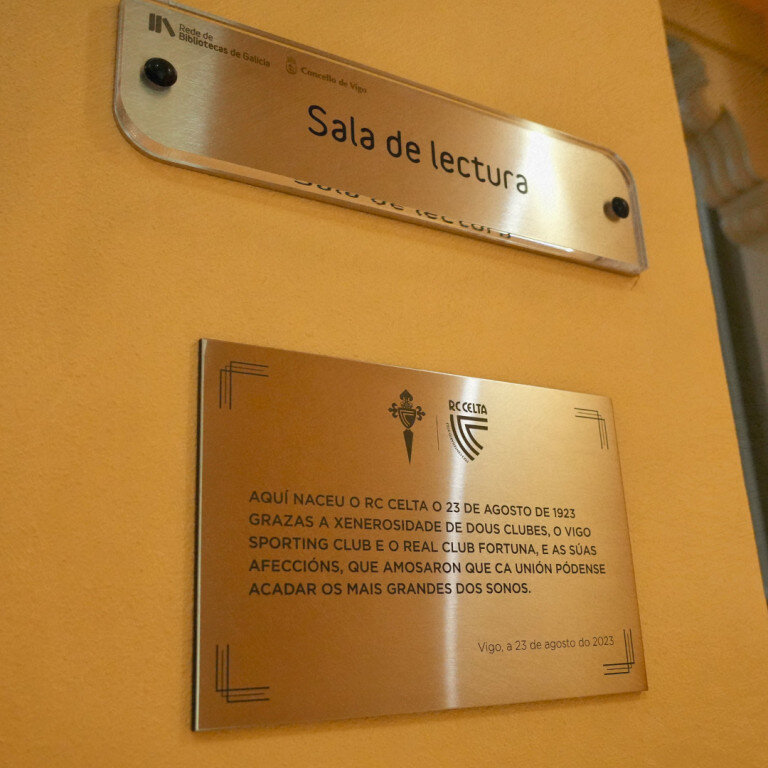 Rede de
Bibliotecas de Galicia
Concello de Vigo
Sala de lectura
RC CELTA
AQUÍ NACEU O RC CELTA O 23 DE AGOSTO DE 1923
GRAZAS A XENEROSIDADE DE DOUS CLUBES, O VIGO
SPORTING CLUB E O REAL CLUB FORTUNA, E AS SÚAS
AFECCIÓNS, QUE AMOSARON QUE CA UNIÓN PÓDENSE
ACADAR OS MAIS GRANDES DOS SONOS.
Vigo, a 23 de agosto do 2023